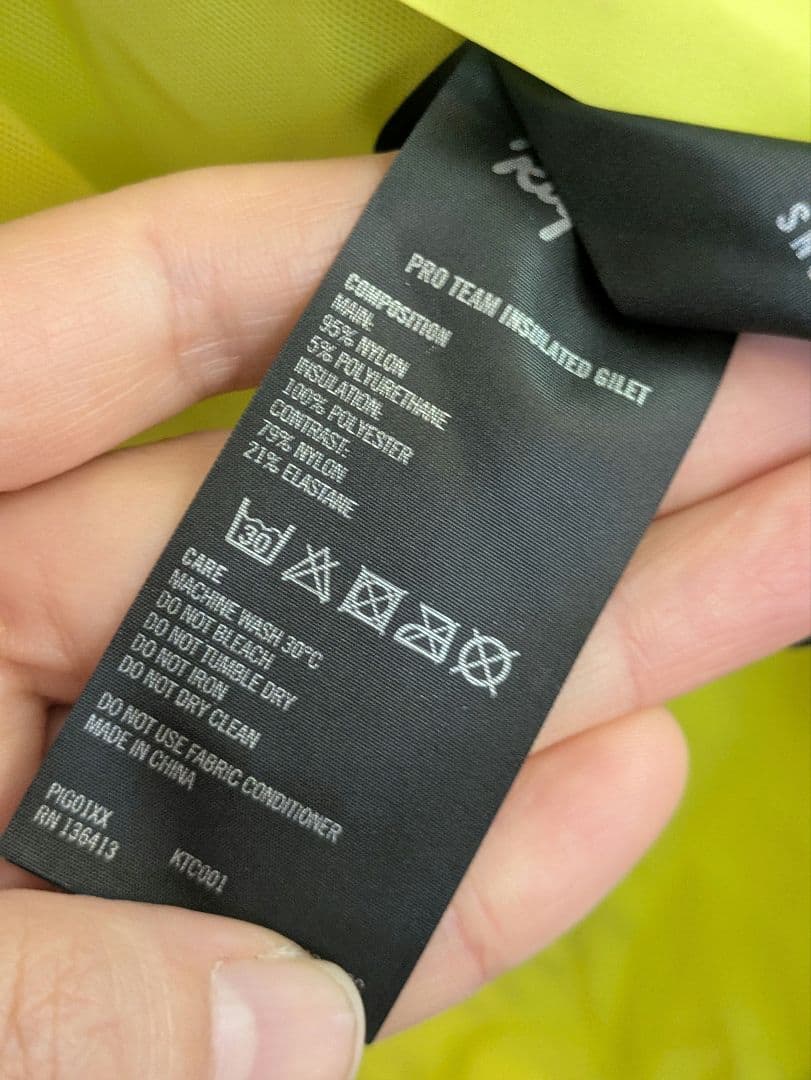 PRO TEAM INSULATED GILET
COMPOSITION
MAIN:
95% NYLON
5% POLYURETHANE
INSULATION:
100% POLYESTER
CONTRAST:
79% NYLON
21% ELASTANE
30
CARE
MACHINE WASH 30°C
DO NOT BLEACH
DO NOT TUMBLE DRY
DO NOT IRON
DO NOT DRY CLEAN
DO NOT USE FABRIC CONDITIONER
MADE IN CHINA
PIG01XX
RN 136413
KTC001